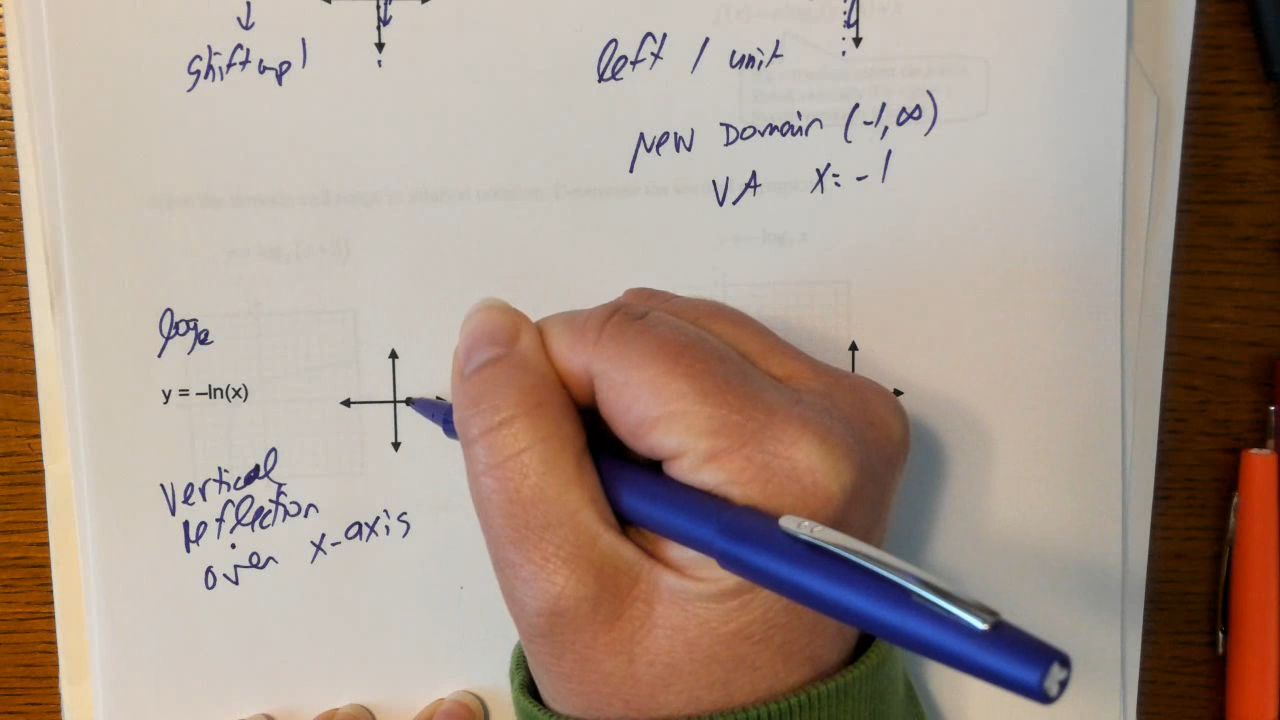 shift up 1
left 1 unit
New Domain (-1,∞)
VA X=-1
loge
y = –ln(x)
vertical
reflection
over x-axis